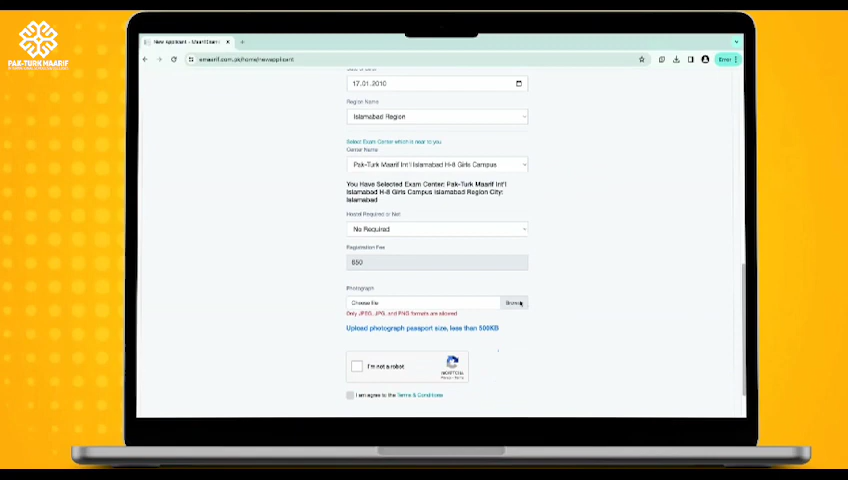 PAK-TURK MAARIF
New Applicant - Maarif
emaarif.com.pk/home/newapplicant
Error
17.01.2010
Region Name
Islamabad Region
Select Exam Center which is near to you
Center Name
Pak-Turk Maarif Int'l Islamabad H-8 Girls Campus
You Have Selected Exam Center: Pak-Turk Maarif Int'l
Islamabad H-8 Girls Campus Islamabad Region City:
Islamabad
Hostel Required or Not
No Required
Registration Fee
650
Photograph
Choose file
Browse
Only JPEG, JPG, and PNG formats are allowed
Upload photograph passport size, less than 500KB
I'm not a robot
reCAPTCHA
Privacy - Terms
I am agree to the Terms & Conditions